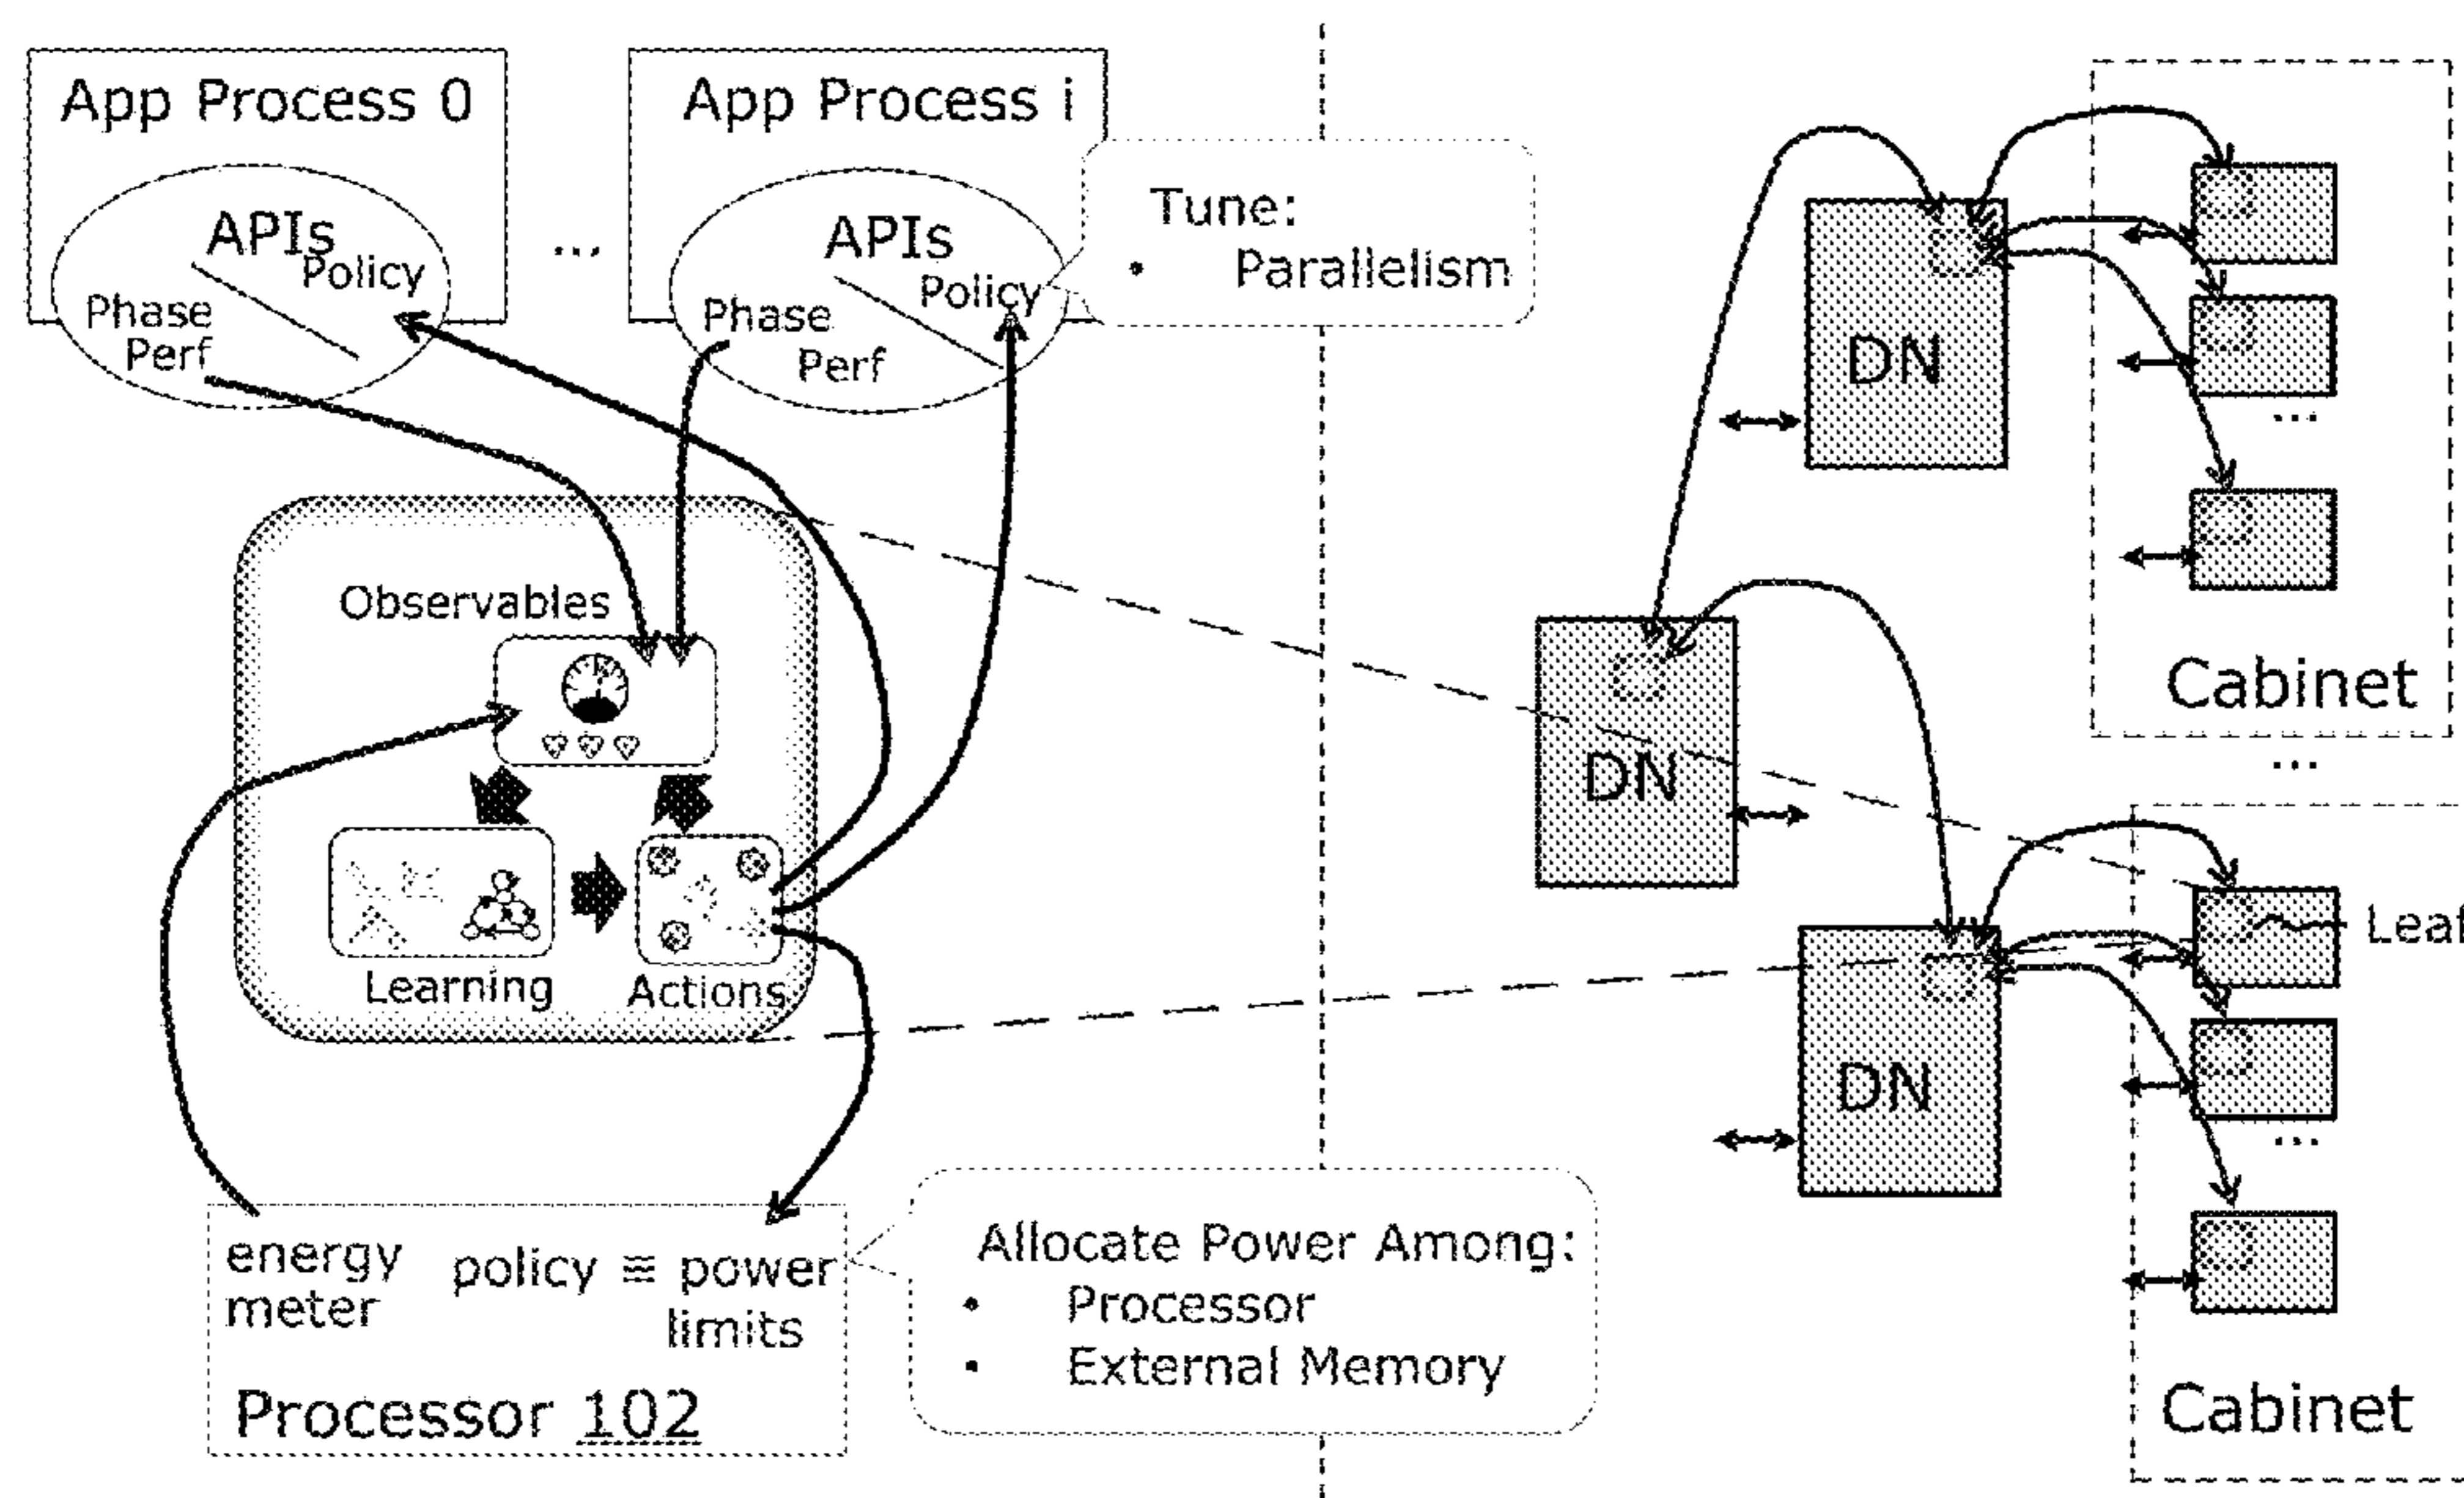 App Process 0
APIs
Policy
Phase
Perf
...
App Process i
APIs
Policy
Phase
Perf
Tune:
• Parallelism
Observables
Learning
Actions
energy
meter
policy ≡ power
limits
Processor 102
Allocate Power Among:
• Processor
• External Memory
DN
DN
DN
...
Cabinet
...
Leaf
...
Cabinet